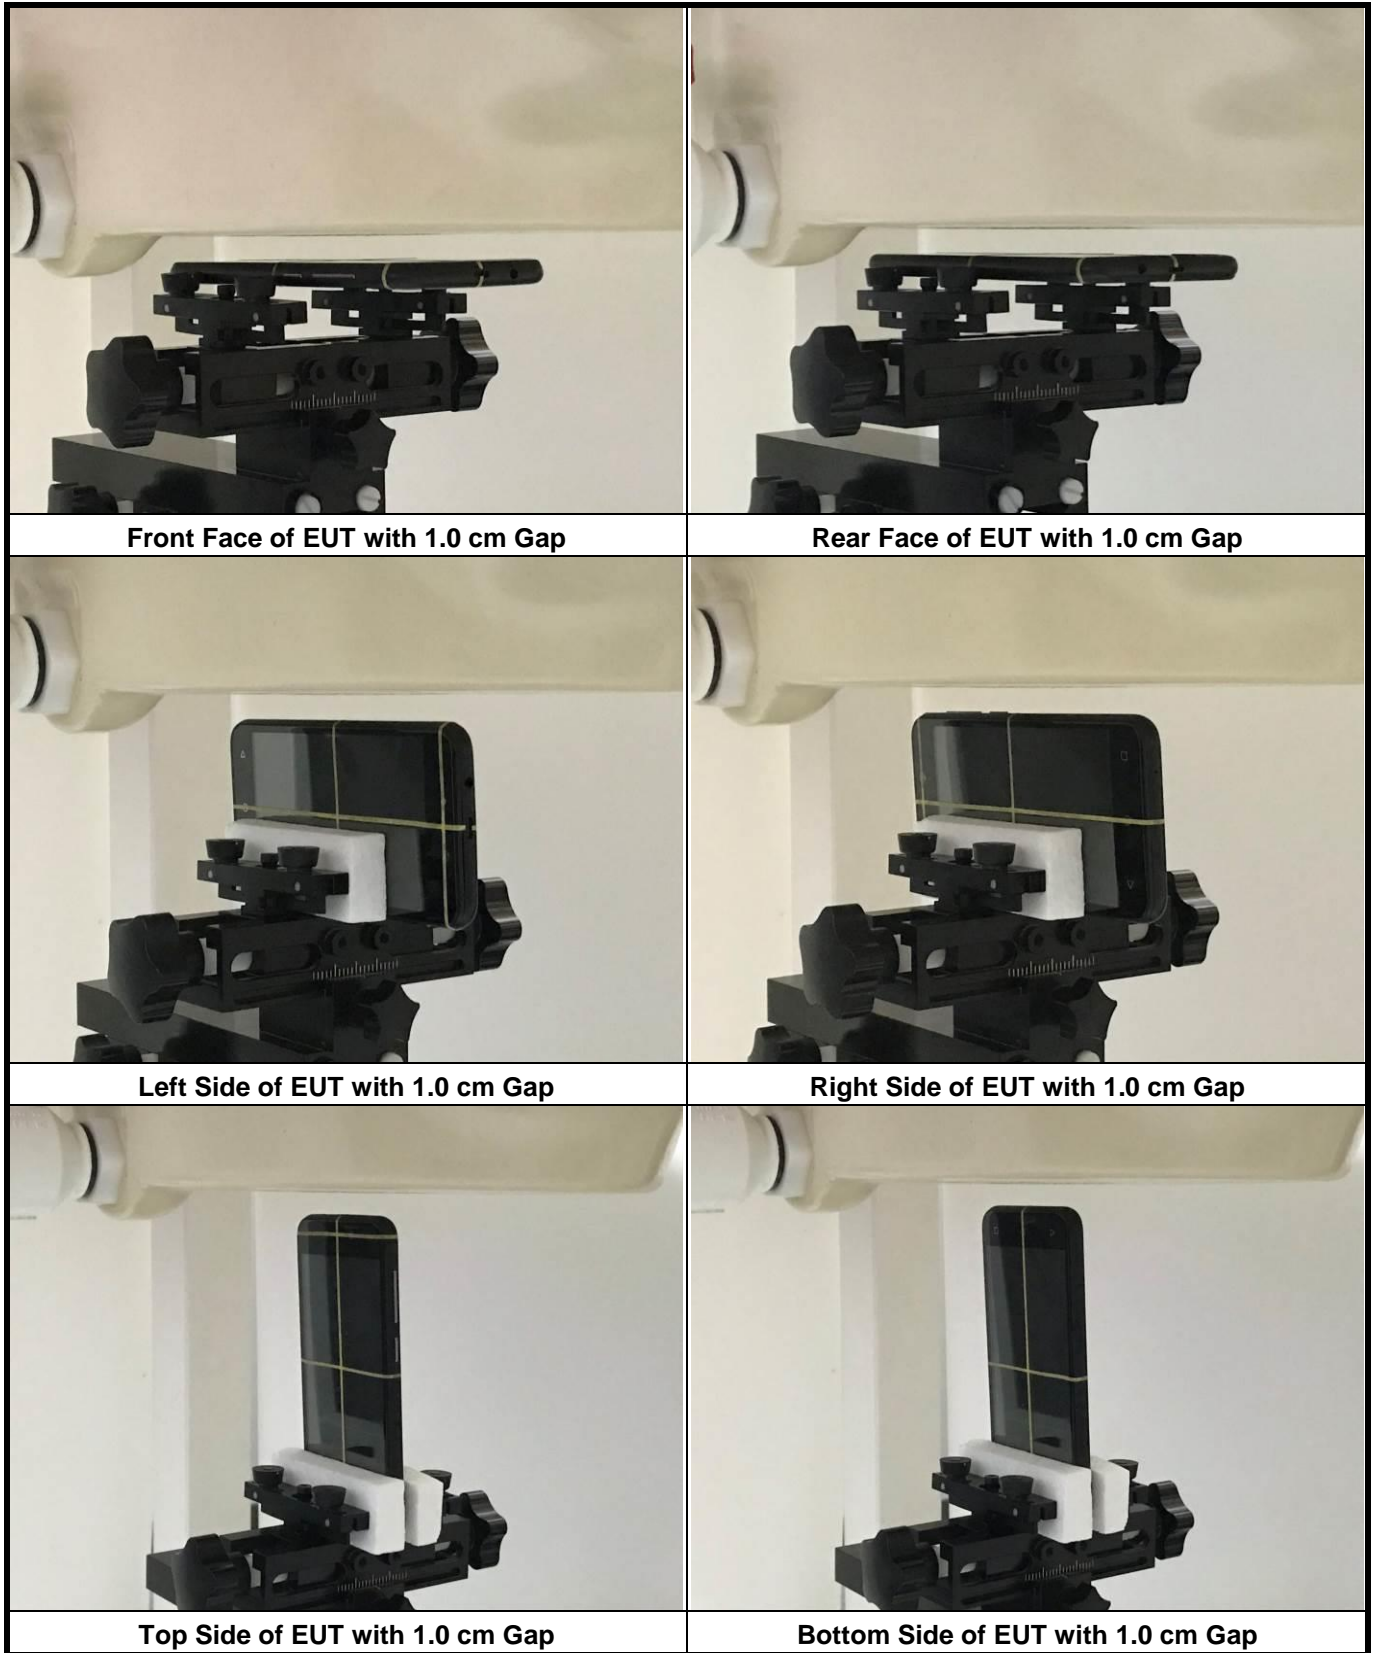 Front Face of EUT with 1.0 cm Gap
Rear Face of EUT with 1.0 cm Gap
Left Side of EUT with 1.0 cm Gap
Right Side of EUT with 1.0 cm Gap
Top Side of EUT with 1.0 cm Gap
Bottom Side of EUT with 1.0 cm Gap